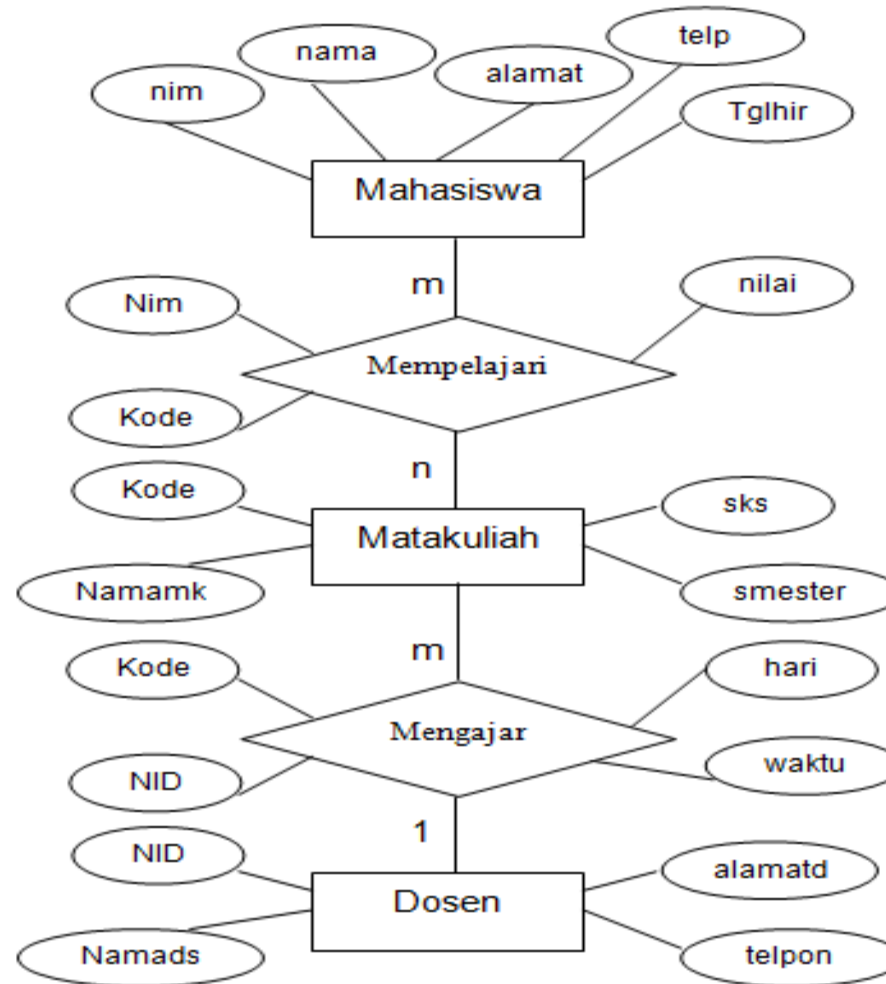 telp
nama
alamat
nim
Tglhir
Mahasiswa
m
nilai
Nim
Mempelajari
Kode
n
Kode
sks
Matakuliah
Namamk
smester
m
Kode
hari
Mengajar
NID
waktu
1
NID
alamatd
Dosen
Namads
telpon